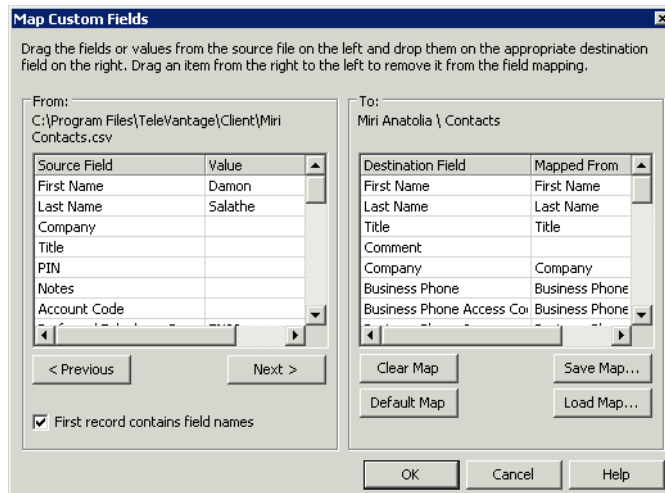 Map Custom Fields
Drag the fields or values from the source file on the left and drop them on the appropriate destination
field on the right. Drag an item from the right to the left to remove it from the field mapping.
From:
C:\Program Files\TeleVantage\Client\Miri
Contacts.csv
Source Field Value
First Name Damon
Last Name Salathe
Company
Title
PIN
Notes
Account Code
< Previous
Next >
First record contains field names
To:
Miri Anatolia \ Contacts
Destination Field Mapped From
First Name First Name
Last Name Last Name
Title Title
Comment
Company Company
Business Phone Business Phone
Business Phone Access Co Business Phone
Clear Map
Save Map...
Default Map
Load Map...
OK
Cancel
Help